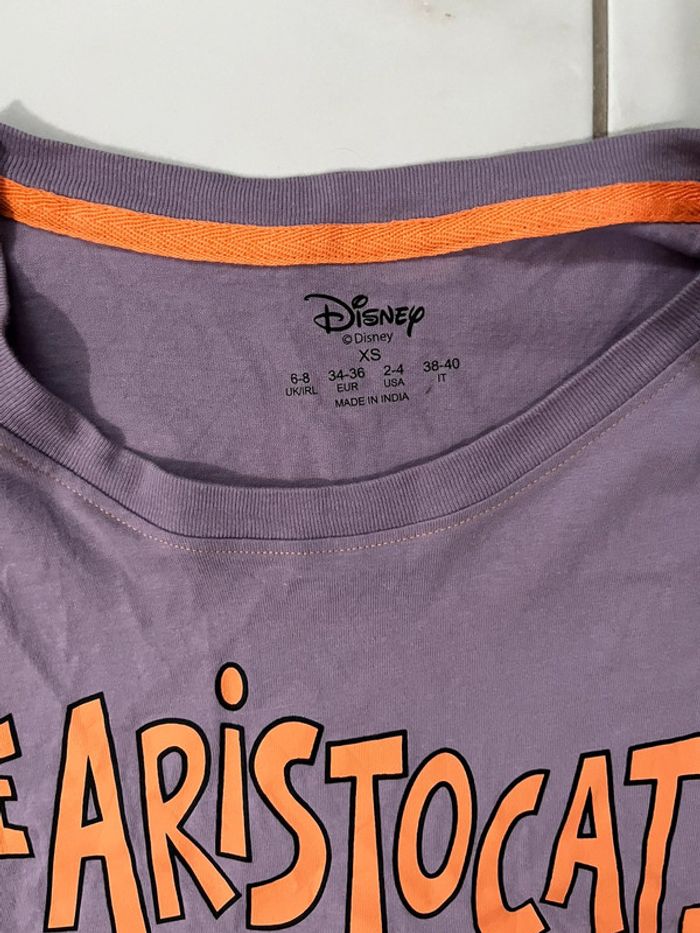 Disney
© Disney
XS
6-8 34-36 2-4 38-40
UK/IRL EUR USA IT
MADE IN INDIA
E ARISTOCAT